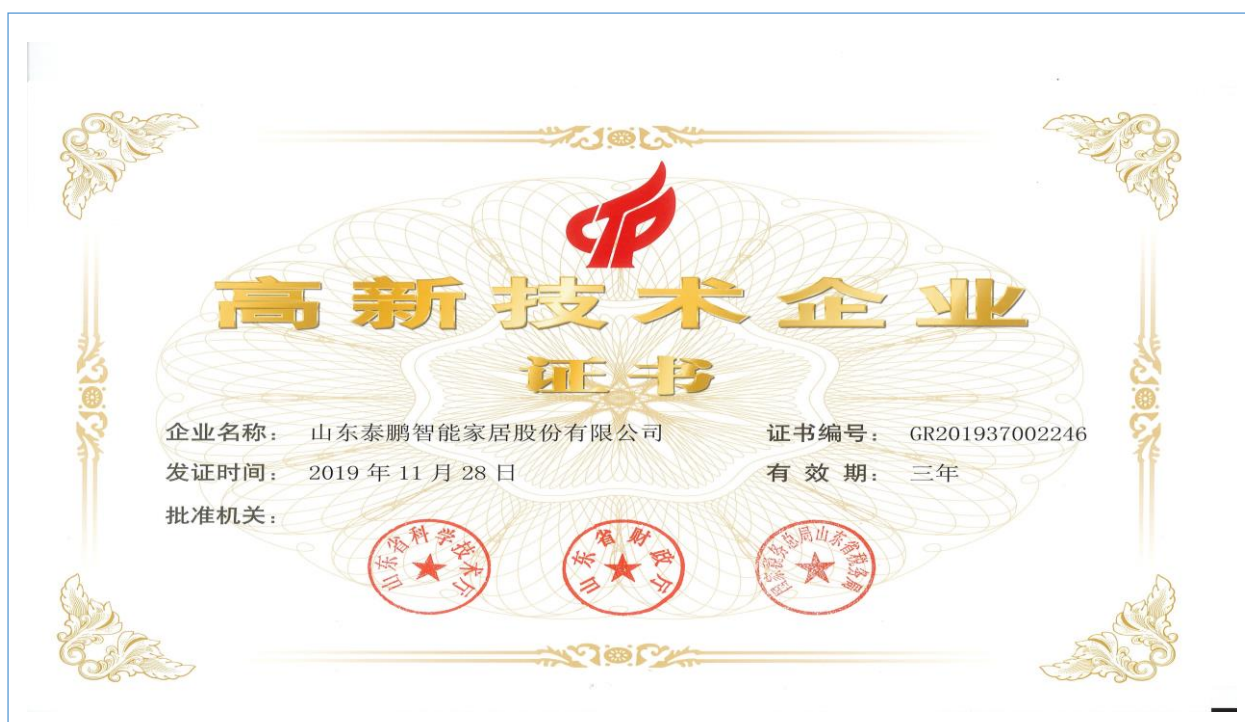 高新技术企业
证书
企业名称： 山东泰鹏智能家居股份有限公司 证书编号： GR201937002246
发证时间： 2019 年 11 月 28 日 有 效 期： 三年
批准机关：
山东省科学技术厅 山东省财政厅 国家税务总局山东省税务局